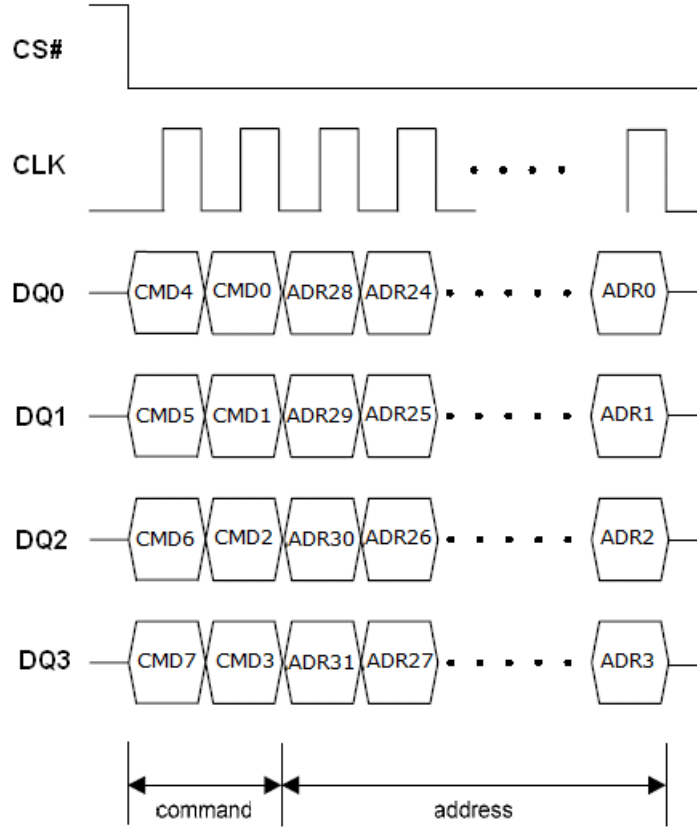 CS#
CLK
DQ0 CMD4 CMD0 ADR28 ADR24 ADR0
DQ1 CMD5 CMD1 ADR29 ADR25 ADR1
DQ2 CMD6 CMD2 ADR30 ADR26 ADR2
DQ3 CMD7 CMD3 ADR31 ADR27 ADR3
command address